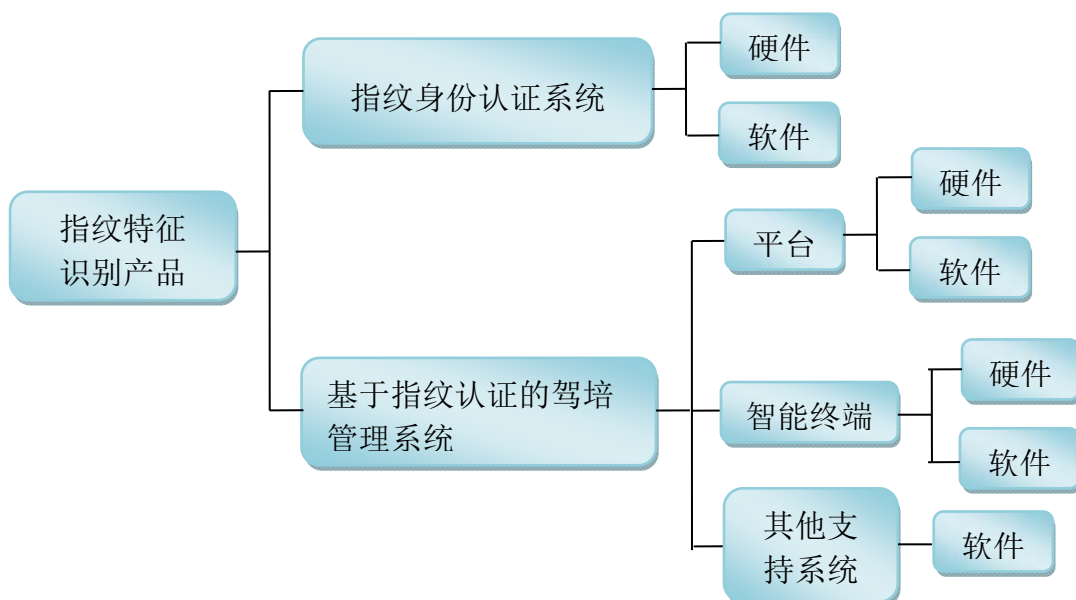 硬件
指纹身份认证系统
软件
硬件
指纹特征
识别产品
平台
软件
硬件
基于指纹认证的驾培
管理系统
智能终端
软件
其他支
持系统
软件